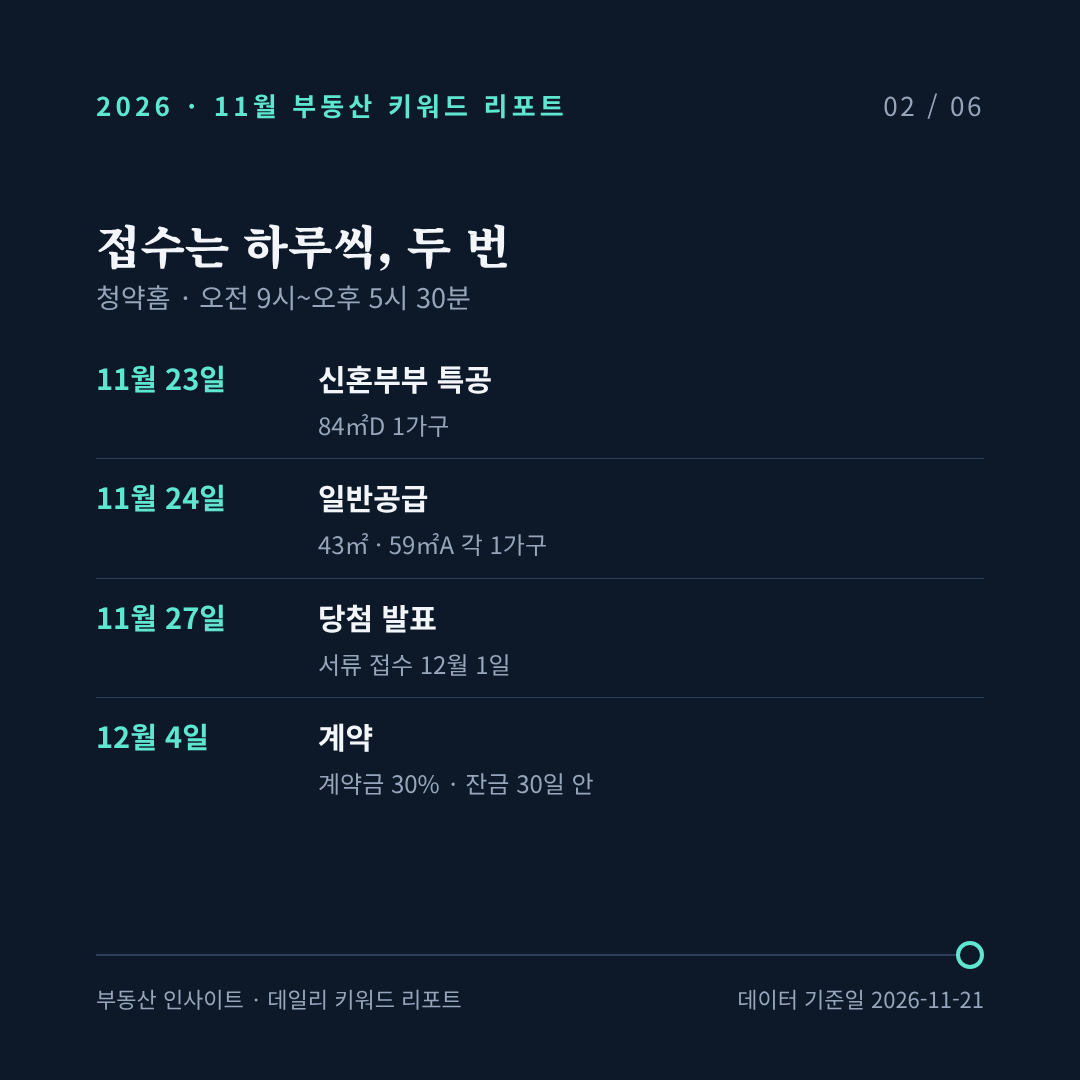 2026 · 11월 부동산 키워드 리포트
02 / 06
접수는 하루씩, 두 번
청약홈 · 오전 9시~오후 5시 30분
11월 23일
신혼부부 특공
84㎡D 1가구
11월 24일
일반공급
43㎡ · 59㎡A 각 1가구
11월 27일
당첨 발표
서류 접수 12월 1일
12월 4일
계약
계약금 30% · 잔금 30일 안
부동산 인사이트 · 데일리 키워드 리포트
데이터 기준일 2026-11-21